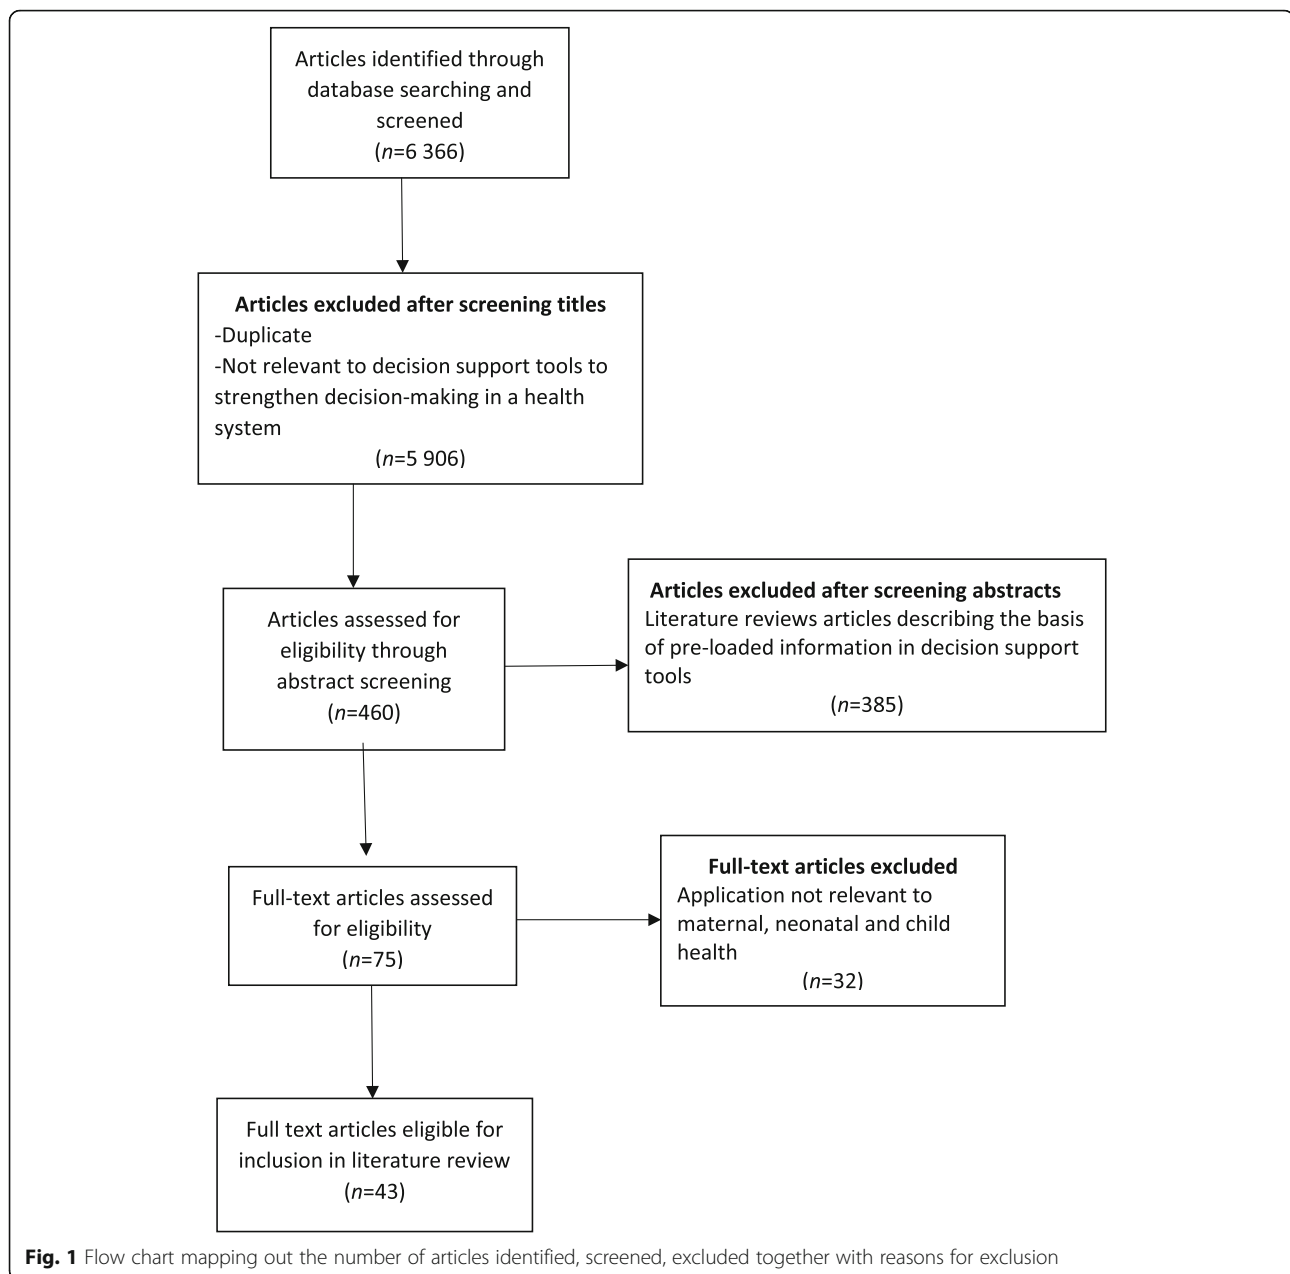 Articles identified through
database searching and
screened
(n=6 366)
Articles excluded after screening titles
-Duplicate
-Not relevant to decision support tools to
strengthen decision-making in a health
system
(n=5 906)
Articles assessed for
eligibility through
abstract screening
(n=460)
Articles excluded after screening abstracts
Literature reviews articles describing the basis
of pre-loaded information in decision support
tools
(n=385)
Full-text articles assessed
for eligibility
(n=75)
Full-text articles excluded
Application not relevant to
maternal, neonatal and child
health
(n=32)
Full text articles eligible for
inclusion in literature review
(n=43)
Fig. 1 Flow chart mapping out the number of articles identified, screened, excluded together with reasons for exclusion